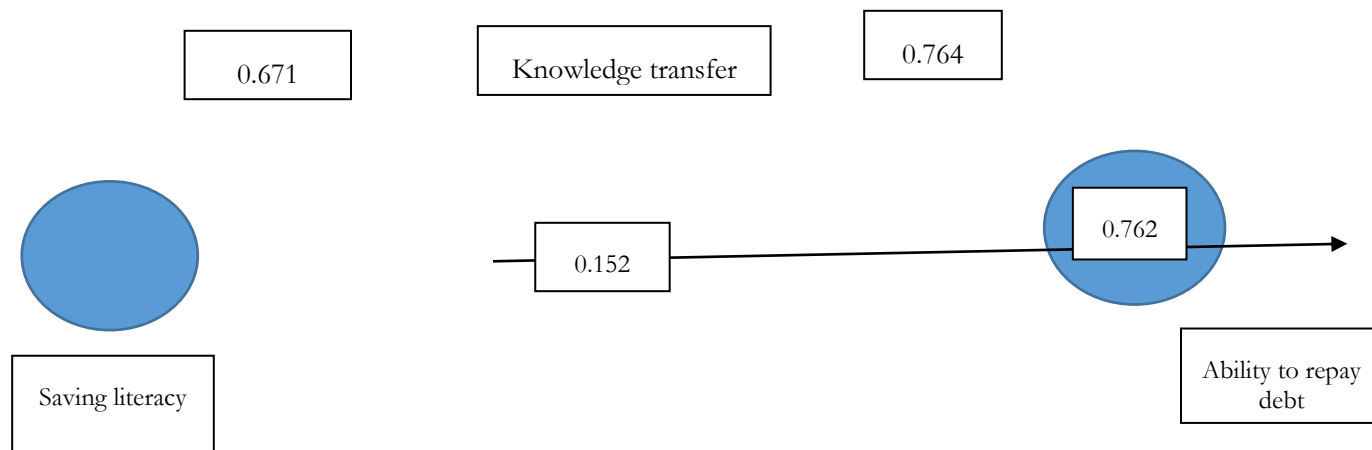 0.671
Knowledge transfer
0.764
0.152
0.762
Saving literacy
Ability to repay
debt